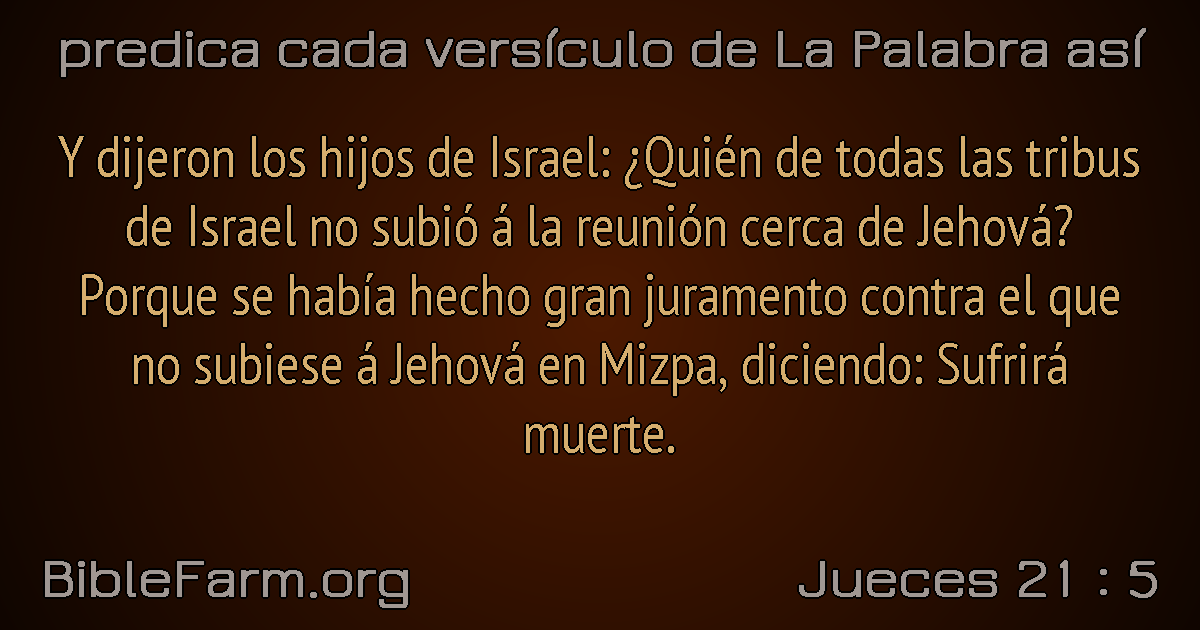 predica cada versículo de La Palabra así
Y dijeron los hijos de Israel: ¿Quién de todas las tribus
de Israel no subió á la reunión cerca de Jehová?
Porque se había hecho gran juramento contra el que
no subiese á Jehová en Mizpa, diciendo: Sufrirá
muerte.
BibleFarm.org
Jueces 21 : 5